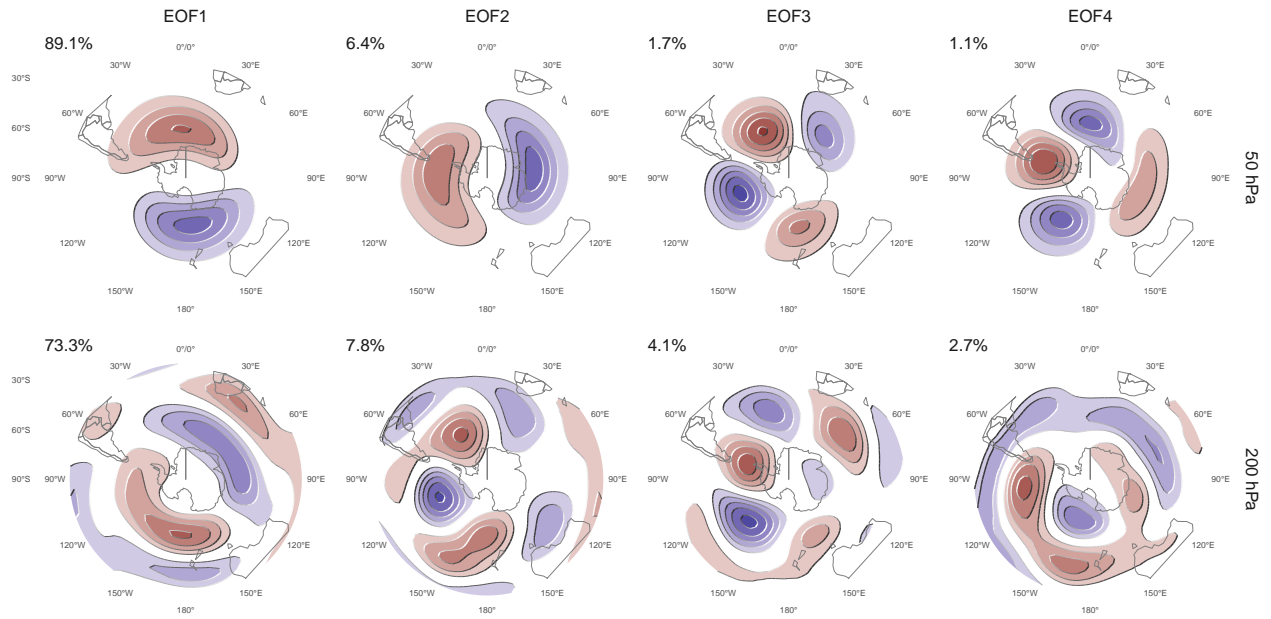 EOF1 EOF2 EOF3 EOF4
89.1% 6.4% 1.7% 1.1%
0°/0° 0°/0° 0°/0° 0°/0°
30°W 30°E 30°W 30°E 30°W 30°E 30°W 30°E
30°S
60°W 60°E 60°W 60°E 60°W 60°E 60°W 60°E
60°S
90°S 90°W 90°E 90°W 90°E 90°W 90°E 90°W 90°E
50 hPa
120°W 120°E 120°W 120°E 120°W 120°E 120°W 120°E
150°W 150°E 150°W 150°E 150°W 150°E 150°W 150°E
180° 180° 180° 180°
73.3% 7.8% 4.1% 2.7%
0°/0° 0°/0° 0°/0° 0°/0°
30°W 30°E 30°W 30°E 30°W 30°E 30°W 30°E
30°S
60°W 60°E 60°W 60°E 60°W 60°E 60°W 60°E
60°S
90°S 90°W 90°E 90°W 90°E 90°W 90°E 90°W 90°E
200 hPa
120°W 120°E 120°W 120°E 120°W 120°E 120°W 120°E
150°W 150°E 150°W 150°E 150°W 150°E 150°W 150°E
180° 180° 180° 180°